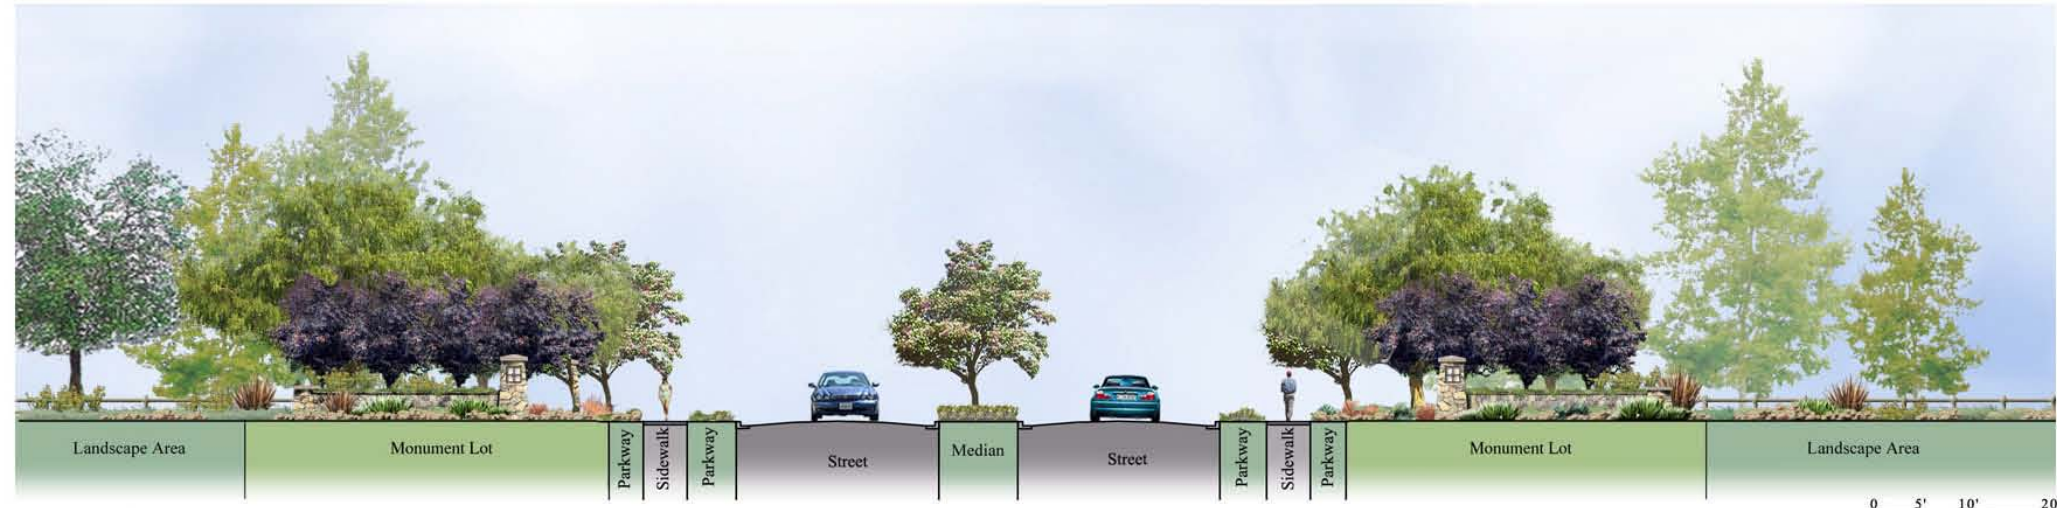 Landscape Area
Monument Lot
Parkway
Sidewalk
Parkway
Street
Median
Street
Parkway
Sidewalk
Parkway
Monument Lot
Landscape Area
0 5' 10' 20